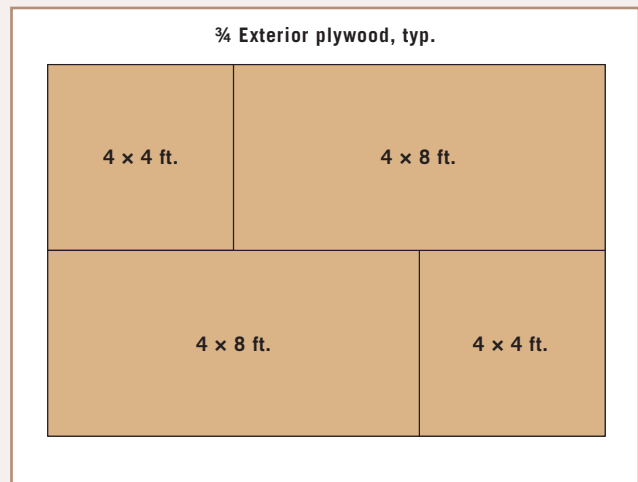 ¾ Exterior plywood, typ.
4 × 4 ft.
4 × 8 ft.
4 × 8 ft.
4 × 4 ft.